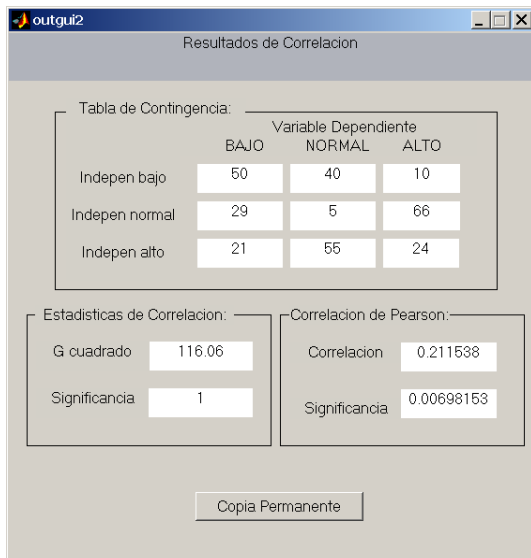 outgui2
Resultados de Correlacion
Tabla de Contingencia:
Variable Dependiente
BAJO NORMAL ALTO
Indepen bajo 50 40 10
Indepen normal 29 5 66
Indepen alto 21 55 24
Estadisticas de Correlacion: Correlacion de Pearson:
G cuadrado 116.06 Correlacion 0.211538
Significancia 1 Significancia 0.00698153
Copia Permanente